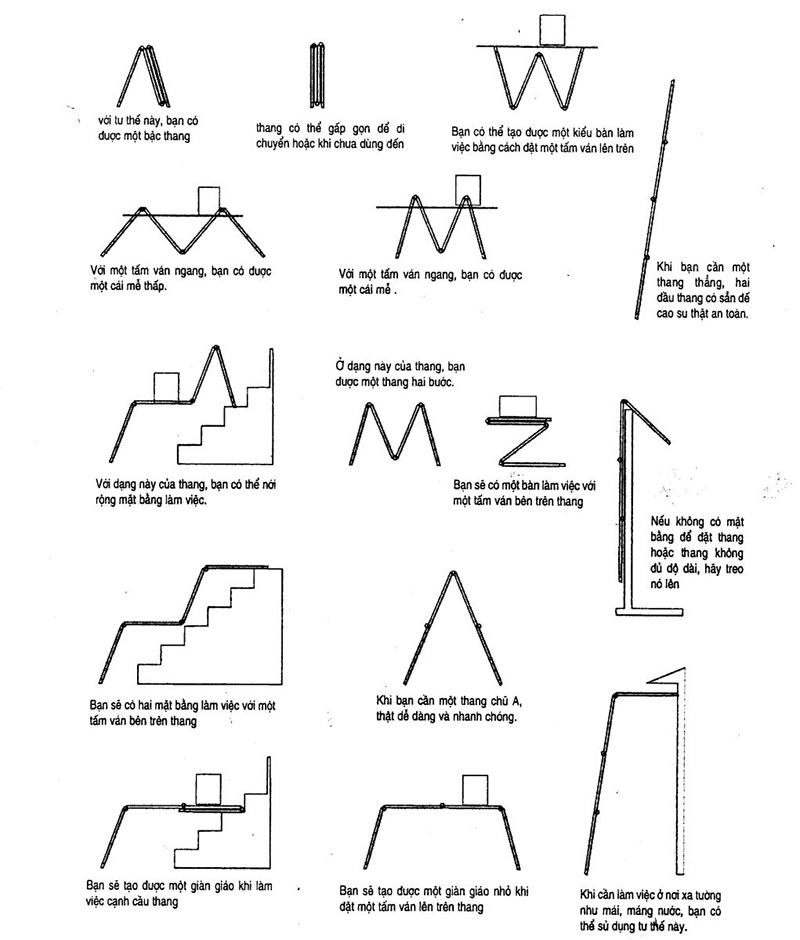 với tư thế này, bạn có
được một bậc thang
thang có thể gấp gọn để di
chuyển hoặc khi chưa dùng đến
Bạn có thể tạo được một kiểu bàn làm
việc bằng cách đặt một tấm ván lên trên
Với một tấm ván ngang, bạn có được
một cái mễ thấp.
Với một tấm ván ngang, bạn có được
một cái mễ .
Khi bạn cần một
thang thẳng, hai
đầu thang có sẵn đế
cao su thật an toàn.
Với dạng này của thang, bạn có thể nới
rộng mặt bằng làm việc.
Ở dạng này của thang, bạn
được một thang hai bước.
Bạn sẽ có một bàn làm việc với
một tấm ván bên trên thang
Nếu không có mặt
bằng để đặt thang
hoặc thang không
đủ độ dài, hãy treo
nó lên
Bạn sẽ có hai mặt bằng làm việc với một
tấm ván bên trên thang
Khi bạn cần một thang chữ A,
thật dễ dàng và nhanh chóng.
Bạn sẽ tạo được một giàn giáo khi làm
việc cạnh cầu thang
Bạn sẽ tạo được một giàn giáo nhỏ khi
đặt một tấm ván lên trên thang
Khi cần làm việc ở nơi xa tường
như mái, máng nước, bạn có
thể sử dụng tư thế này.